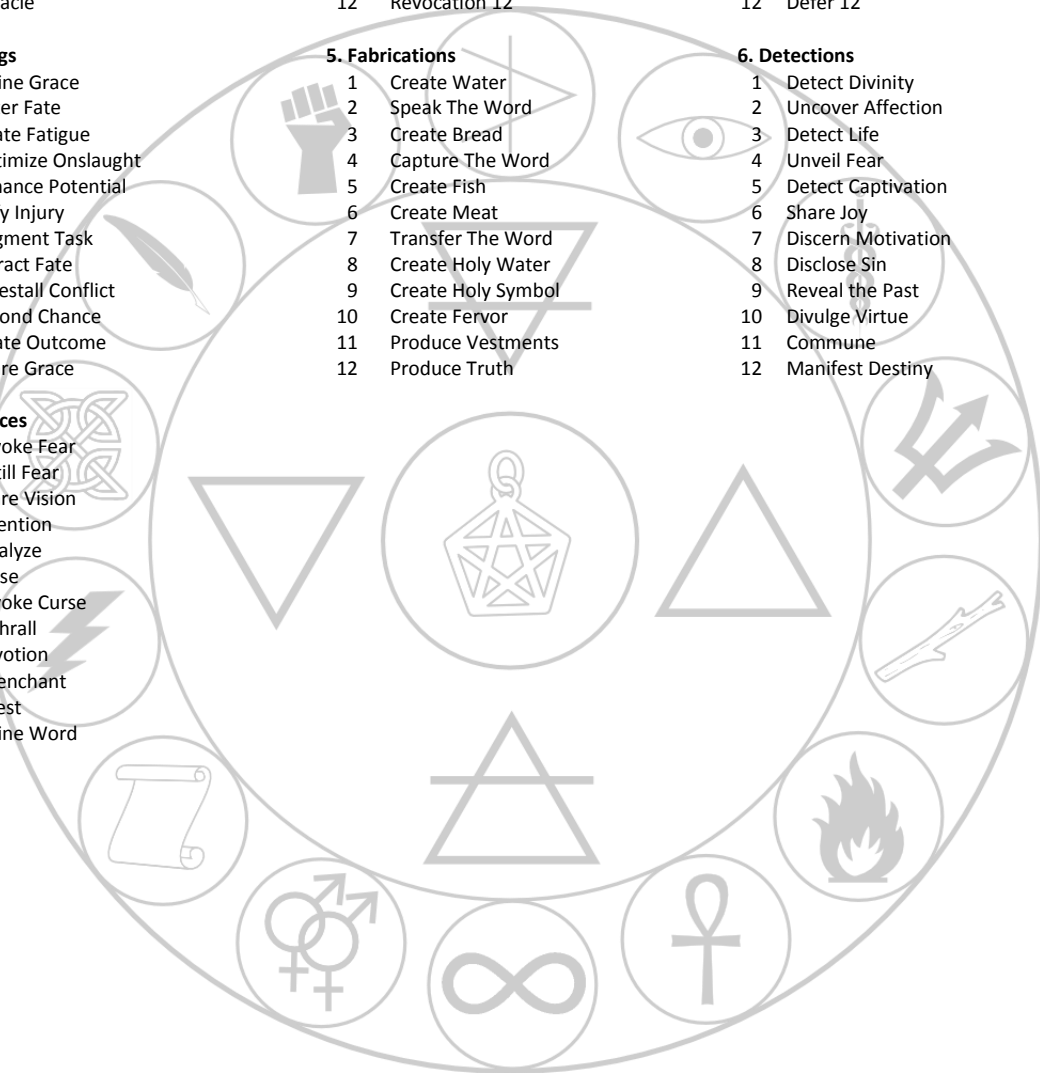 acle
12 Revocation 12
12 Defer 12
gs
ine Grace
er Fate
ate Fatigue
timize Onslaught
hance Potential
y Injury
gment Task
ract Fate
estall Conflict
ond Chance
ate Outcome
re Grace
5. Fabrications
1 Create Water
2 Speak The Word
3 Create Bread
4 Capture The Word
5 Create Fish
6 Create Meat
7 Transfer The Word
8 Create Holy Water
9 Create Holy Symbol
10 Create Fervor
11 Produce Vestments
12 Produce Truth
6. Detections
1 Detect Divinity
2 Uncover Affection
3 Detect Life
4 Unveil Fear
5 Detect Captivation
6 Share Joy
7 Discern Motivation
8 Disclose Sin
9 Reveal the Past
10 Divulge Virtue
11 Commune
12 Manifest Destiny
ces
oke Fear
till Fear
re Vision
ention
alyze
se
oke Curse
hrall
otion
enchant
est
ine Word